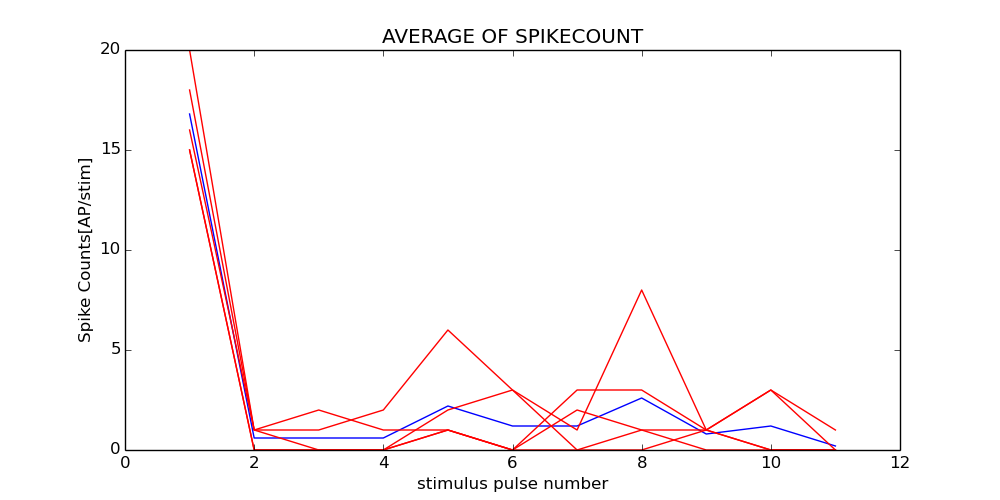 AVERAGE OF SPIKECOUNT
Spike Counts[AP/stim]
20
15
10
5
0
0 2 4 6 8 10 12
stimulus pulse number